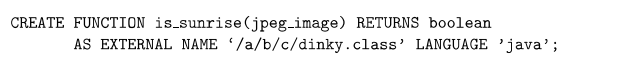 CREATE FUNCTION is_sunrise(jpeg_image) RETURNS boolean
AS EXTERNAL NAME ‘/a/b/c/dinky.class’ LANGUAGE ’java’;